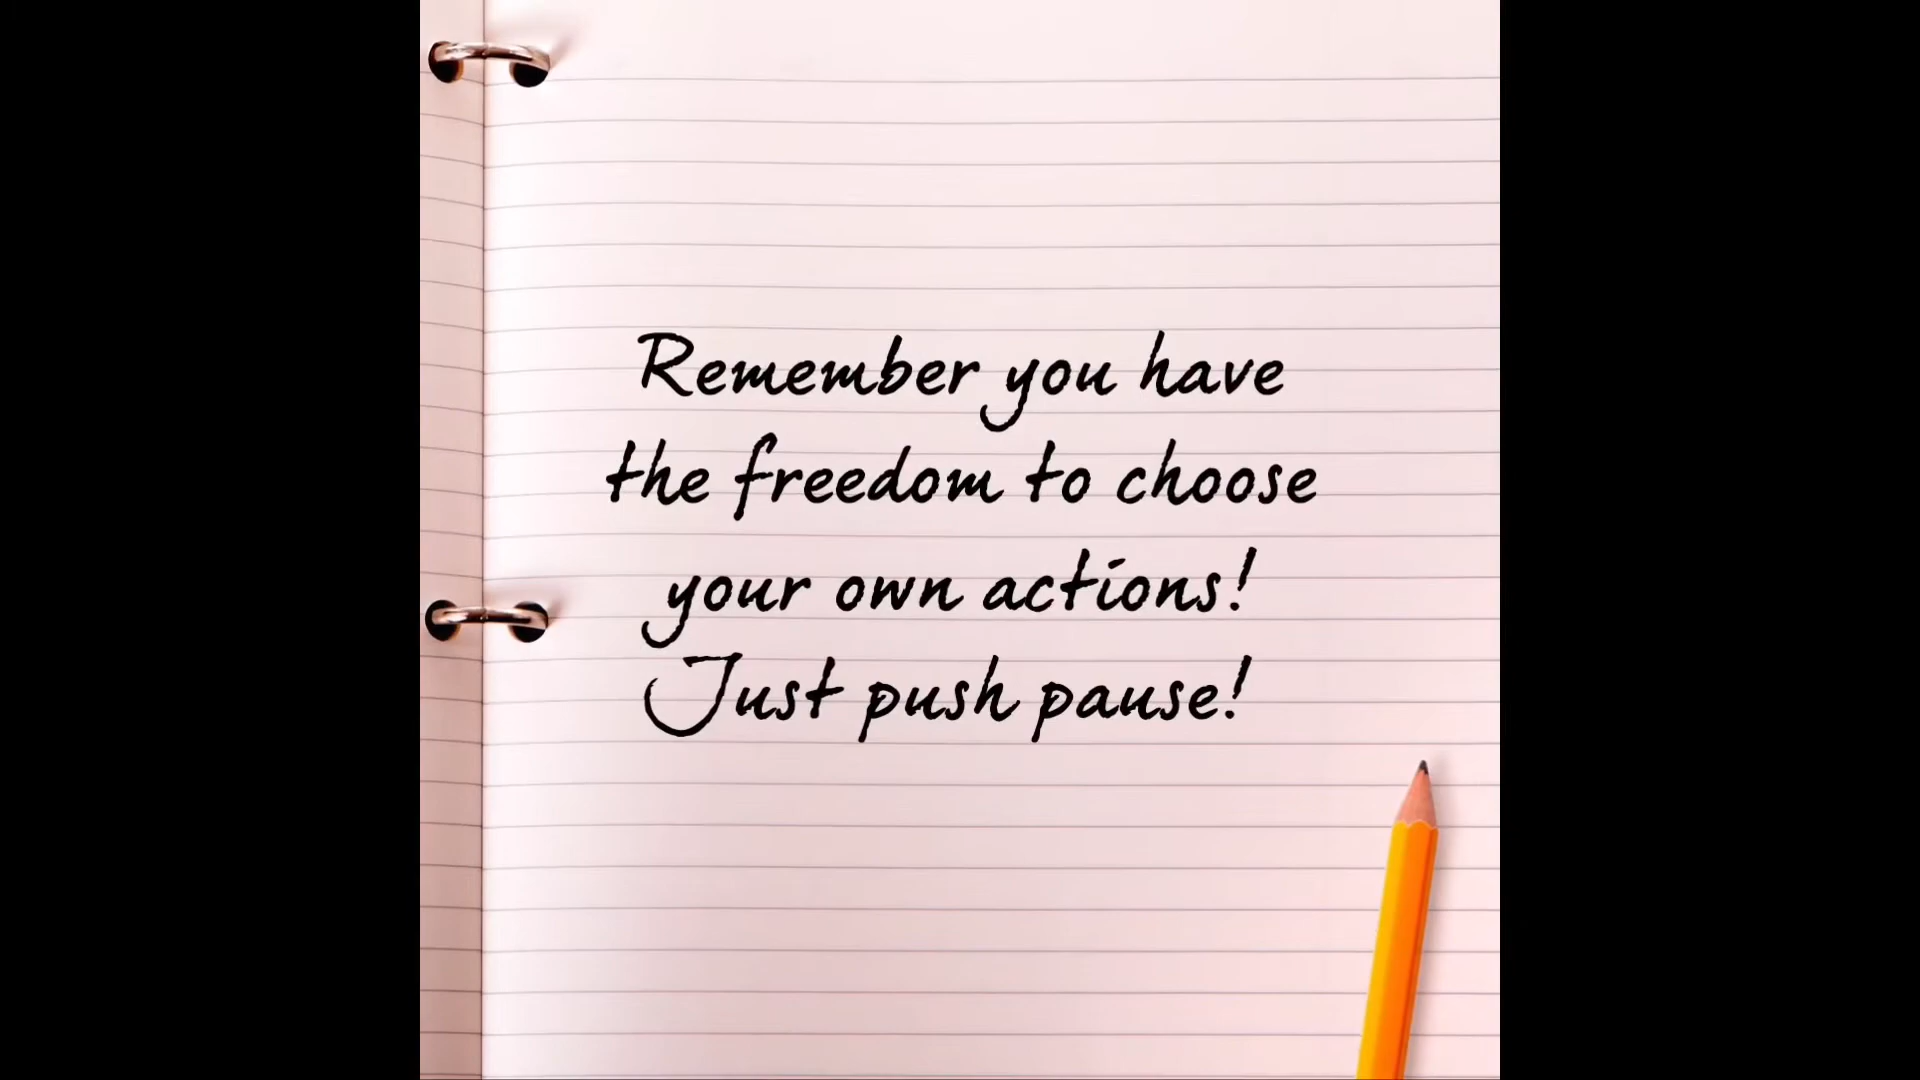 Remember you have
the freedom to choose
your own actions!
Just push pause!